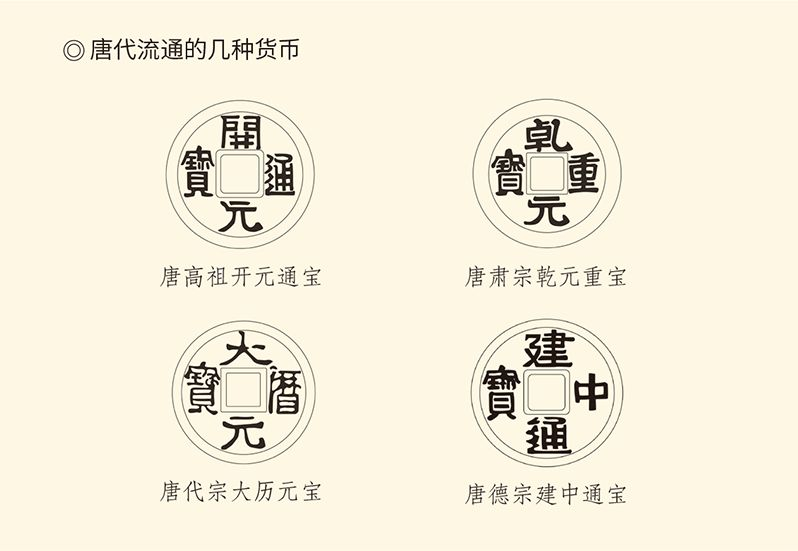 ◎ 唐代流通的几种货币
開
寶 通
元
唐高祖开元通宝
乹
寶 重
元
唐肃宗乾元重宝
大
寶 曆
元
唐代宗大历元宝
建
寶 中
通
唐德宗建中通宝